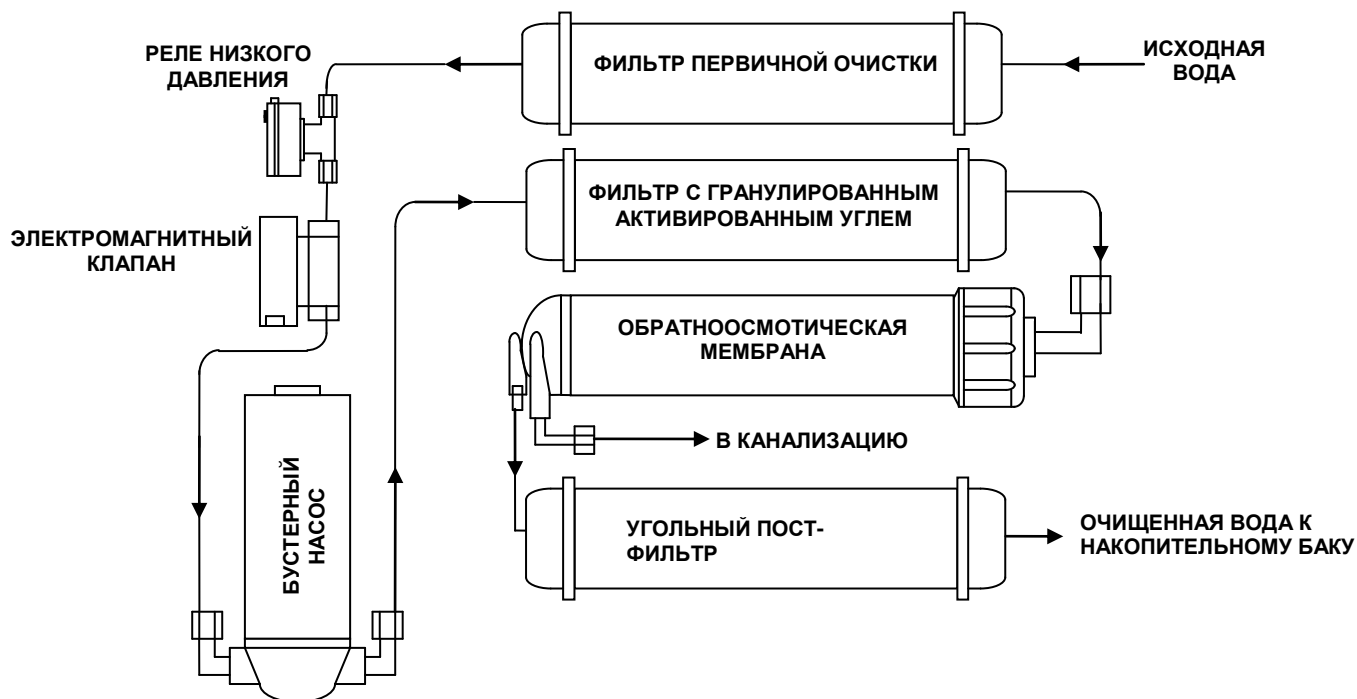 РЕЛЕ НИЗКОГО
ДАВЛЕНИЯ
ФИЛЬТР ПЕРВИЧНОЙ ОЧИСТКИ
ИСХОДНАЯ
ВОДА
ФИЛЬТР С ГРАНУЛИРОВАННЫМ
АКТИВИРОВАННЫМ УГЛЕМ
ЭЛЕКТРОМАГНИТНЫЙ
КЛАПАН
ОБРАТНООСМОТИЧЕСКАЯ
МЕМБРАНА
В КАНАЛИЗАЦИЮ
БУСТЕРНЫЙ
НАСОС
УГОЛЬНЫЙ ПОСТ-
ФИЛЬТР
ОЧИЩЕННАЯ ВОДА К
НАКОПИТЕЛЬНОМУ БАКУ